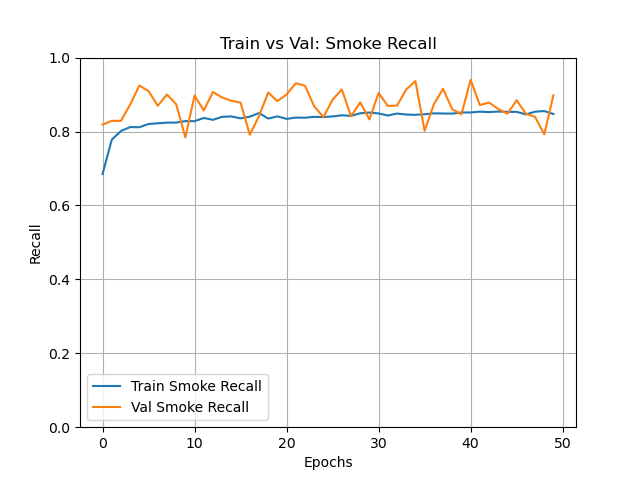 Train vs Val: Smoke Recall
1.0
0.8
0.6
0.4
0.2
0.0
Recall
Train Smoke Recall
Val Smoke Recall
0 10 20 30 40 50
Epochs